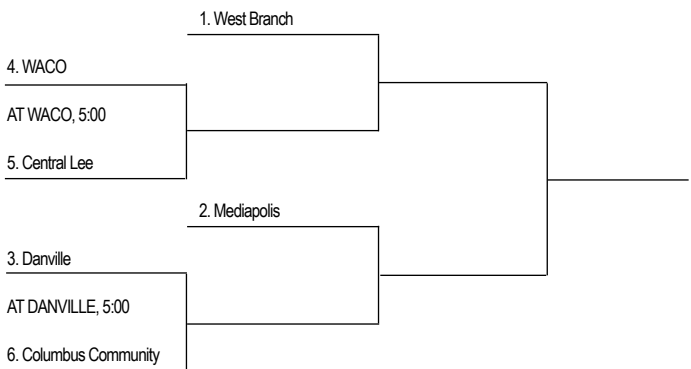 1. West Branch
4. WACO
AT WACO, 5:00
5. Central Lee
2. Mediapolis
3. Danville
AT DANVILLE, 5:00
6. Columbus Community